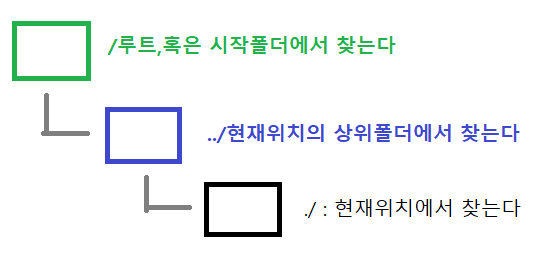 /루트,혹은 시작폴더에서 찾는다
../현재위치의 상위폴더에서 찾는다
./ : 현재위치에서 찾는다